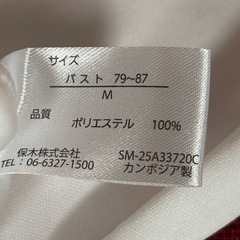 サイズ
バスト 79~87
M
品質
ポリエステル 100%
保木株式会社 SM-25A33720C
TEL：06-6327-1500 カンボジア製